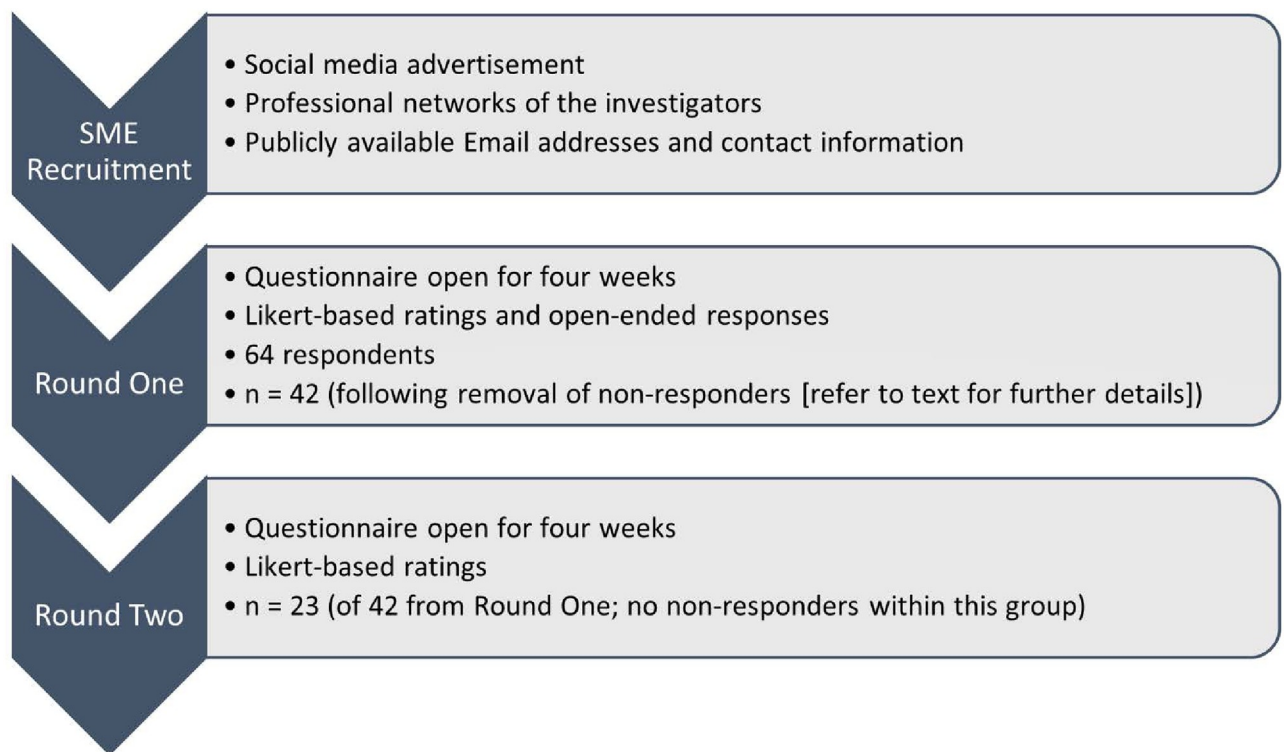 SME
Recruitment
• Social media advertisement
• Professional networks of the investigators
• Publicly available Email addresses and contact information
Round One
• Questionnaire open for four weeks
• Likert-based ratings and open-ended responses
• 64 respondents
• n = 42 (following removal of non-responders [refer to text for further details])
Round Two
• Questionnaire open for four weeks
• Likert-based ratings
• n = 23 (of 42 from Round One; no non-responders within this group)